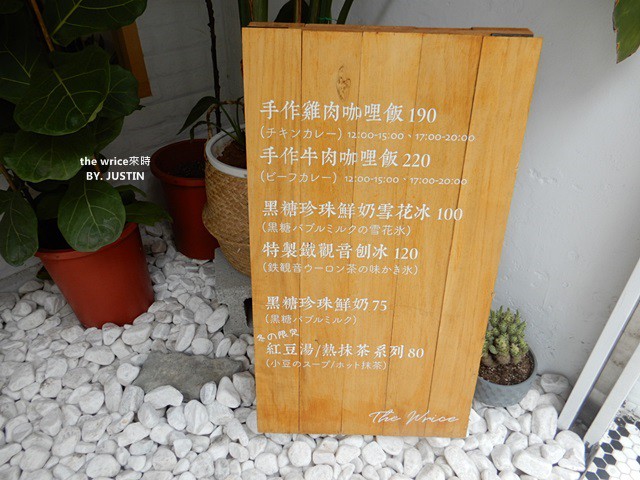 手作雞肉咖哩飯 190
(チキンカレー) 12:00-15:00、17:00-20:00
手作牛肉咖哩飯 220
(ビーフカレー) 12:00-15:00、17:00-20:00
黑糖珍珠鮮奶雪花冰 100
(黒糖バブルミルクの雪花氷)
特製鐵觀音刨冰 120
(鉄観音ウーロン茶の味かき氷)
黑糖珍珠鮮奶 75
(黒糖バブルミルク)
冬の限定
紅豆湯/熱抹茶系列 80
(小豆のスープ/ホット抹茶)
The Wrice
the wrice來時
BY. JUSTIN